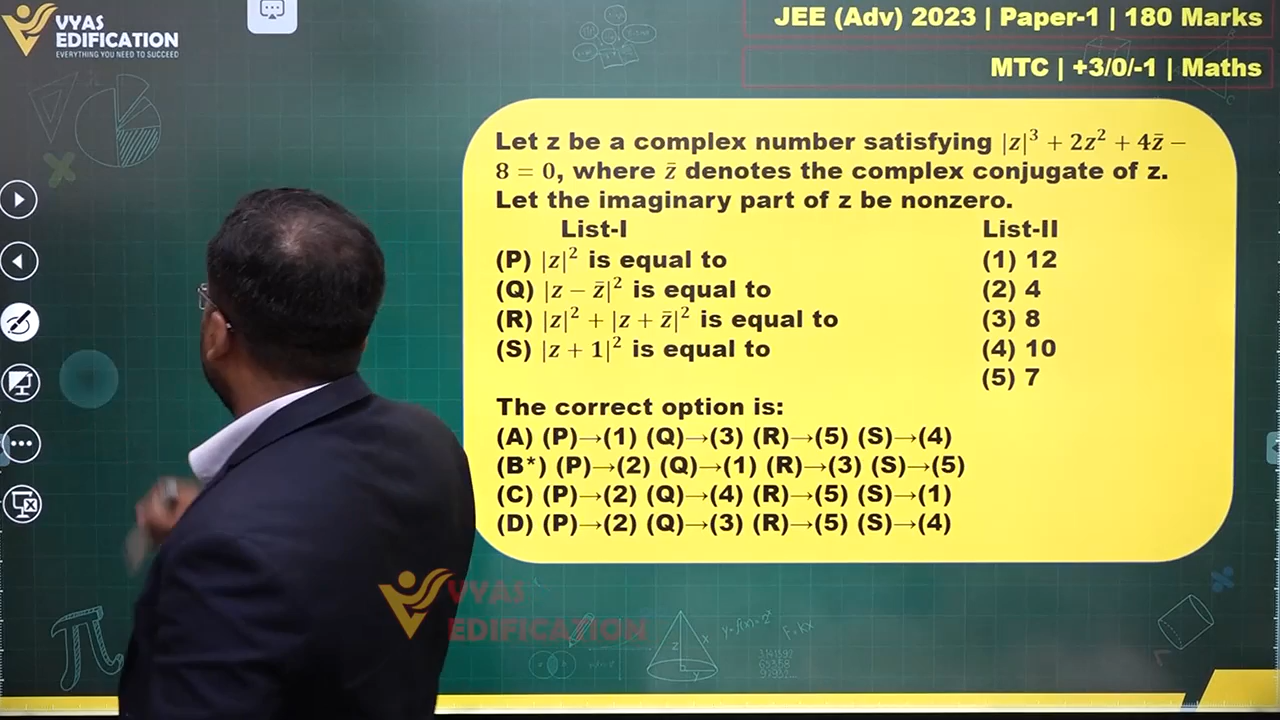 VYAS
EDIFICATION
EVERYTHING YOU NEED TO SUCCEED
JEE (Adv) 2023 | Paper-1 | 180 Marks
MTC | +3/0/-1 | Maths
Let z be a complex number satisfying |z|³ + 2z² + 4z̄ −
8 = 0, where z̄ denotes the complex conjugate of z.
Let the imaginary part of z be nonzero.
List-I List-II
(P) |z|² is equal to (1) 12
(Q) |z − z̄|² is equal to (2) 4
(R) |z|² + |z + z̄|² is equal to (3) 8
(S) |z + 1|² is equal to (4) 10
(5) 7
The correct option is:
(A) (P)→(1) (Q)→(3) (R)→(5) (S)→(4)
(B*) (P)→(2) (Q)→(1) (R)→(3) (S)→(5)
(C) (P)→(2) (Q)→(4) (R)→(5) (S)→(1)
(D) (P)→(2) (Q)→(3) (R)→(5) (S)→(4)
VYAS
EDIFICATION